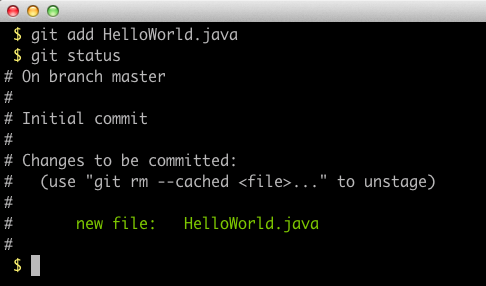 $ git add HelloWorld.java
$ git status
# On branch master
#
# Initial commit
#
# Changes to be committed:
#   (use "git rm --cached <file>..." to unstage)
#
#       new file:   HelloWorld.java
#
$